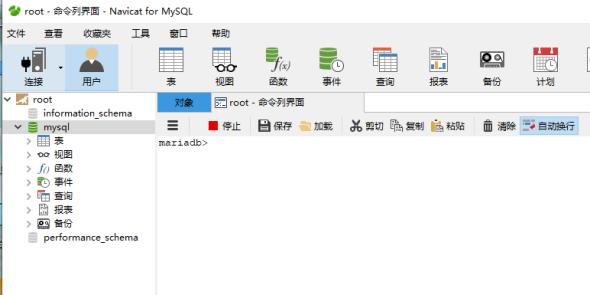 root - 命令列界面 - Navicat for MySQL
文件 查看 收藏夹 工具 窗口 帮助
连接 用户 表 视图 函数 事件 查询 报表 备份 计划
root
information_schema
mysql
表
视图
函数
事件
查询
报表
备份
performance_schema
对象 root - 命令列界面
停止 保存 加载 剪切 复制 粘贴 清除 自动换行
mariadb>